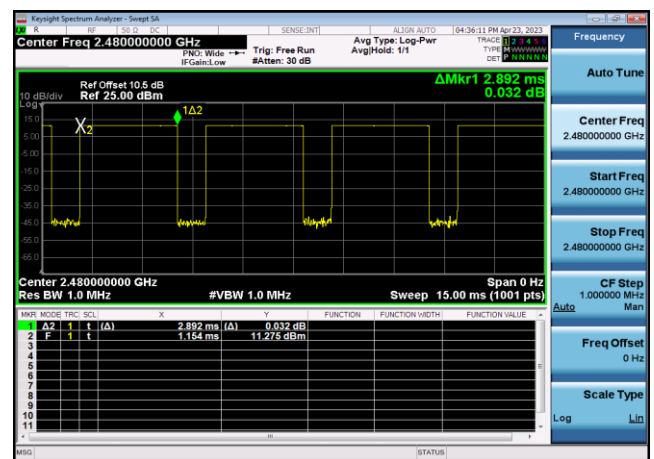 Keysight Spectrum Analyzer - Swept SA
R RF 50 Ω DC SENSE:INT ALIGN AUTO 04:36:11 PM Apr 23, 2023
Center Freq 2.480000000 GHz
PNO: Wide
IFGain:Low
Trig: Free Run
#Atten: 30 dB
Avg Type: Log-Pwr
Avg|Hold: 1/1
TRACE 1 2 3 4 5 6
TYPE M WWWWW
DET P NNNNN
Frequency
Auto Tune
Center Freq
2.480000000 GHz
Start Freq
2.480000000 GHz
Stop Freq
2.480000000 GHz
CF Step
1.000000 MHz
Auto Man
Freq Offset
0 Hz
Scale Type
Log Lin
Ref Offset 10.5 dB
10 dB/div Ref 25.00 dBm
ΔMkr1 2.892 ms
0.032 dB
Log
15.0
5.00
-5.00
-15.0
-25.0
-35.0
-45.0
-55.0
-65.0
X2
1Δ2
Center 2.480000000 GHz Span 0 Hz
Res BW 1.0 MHz #VBW 1.0 MHz Sweep 15.00 ms (1001 pts)
MKR MODE TRC SCL X Y FUNCTION FUNCTION WIDTH FUNCTION VALUE
1 Δ2 1 t (Δ) 2.892 ms (Δ) 0.032 dB
2 F 1 t 1.154 ms 11.275 dBm
3
4
5
6
7
8
9
10
11
MSG STATUS